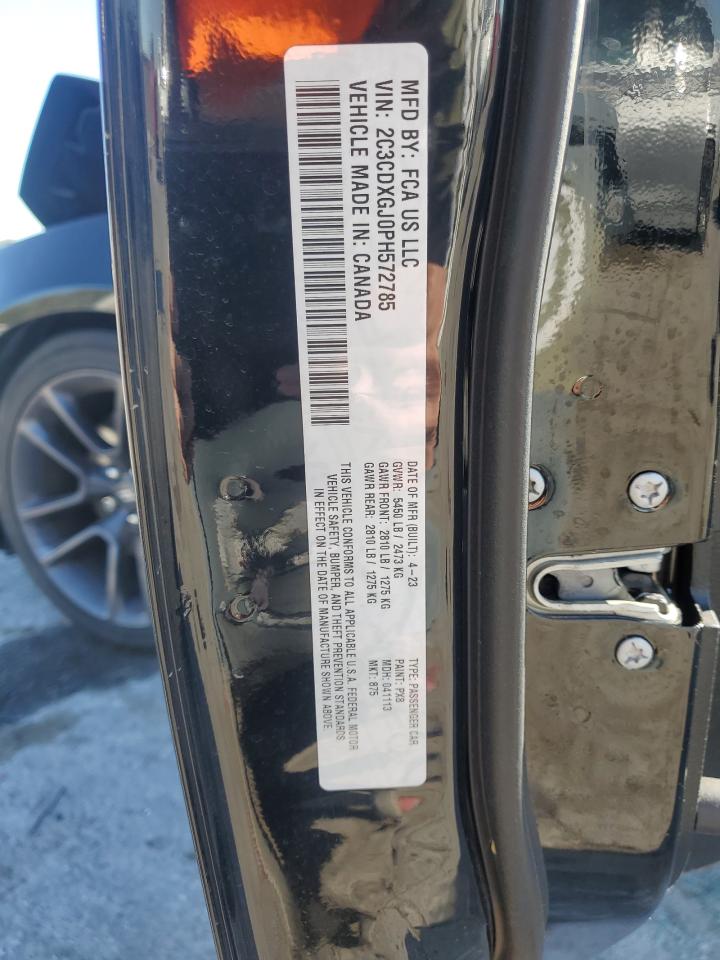 MFD BY: FCA US LLC
VIN: 2C3CDXGJ0PH572785
VEHICLE MADE IN: CANADA
DATE OF MFR (BUILT): 4-23
GVWR: 5450 LB / 2473 KG
GAWR FRONT: 2810 LB / 1275 KG
GAWR REAR: 2810 LB / 1275 KG
TYPE: PASSENGER CAR
PAINT: PX8
MDH: 041113
MKT: 875
THIS VEHICLE CONFORMS TO ALL APPLICABLE U.S.A. FEDERAL MOTOR
VEHICLE SAFETY, BUMPER, AND THEFT PREVENTION STANDARDS
IN EFFECT ON THE DATE OF MANUFACTURE SHOWN ABOVE.